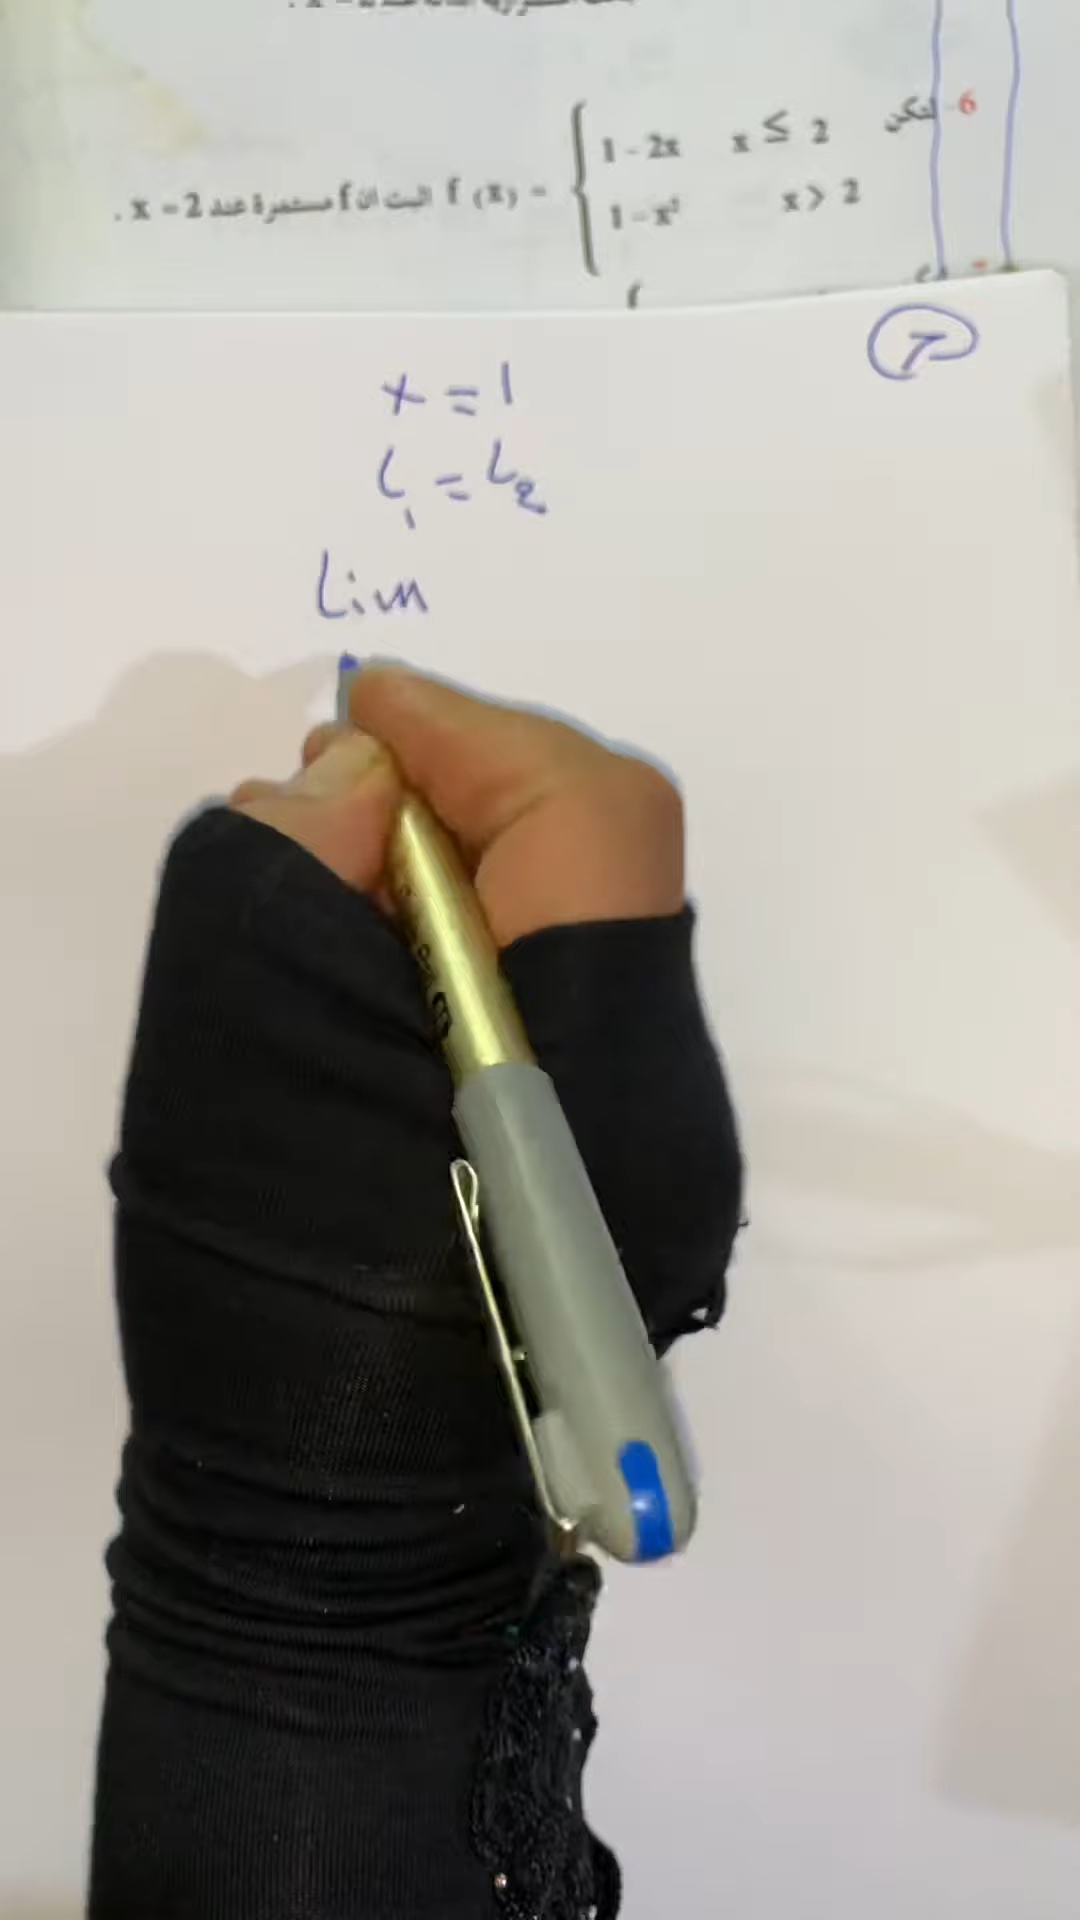 6- لتكن
f (x) = { 1 - 2x x ≤ 2
1 - x² x > 2
اثبت ان f مستمرة عند x = 2 .
7
x = 1
L₁ = L₂
Lim